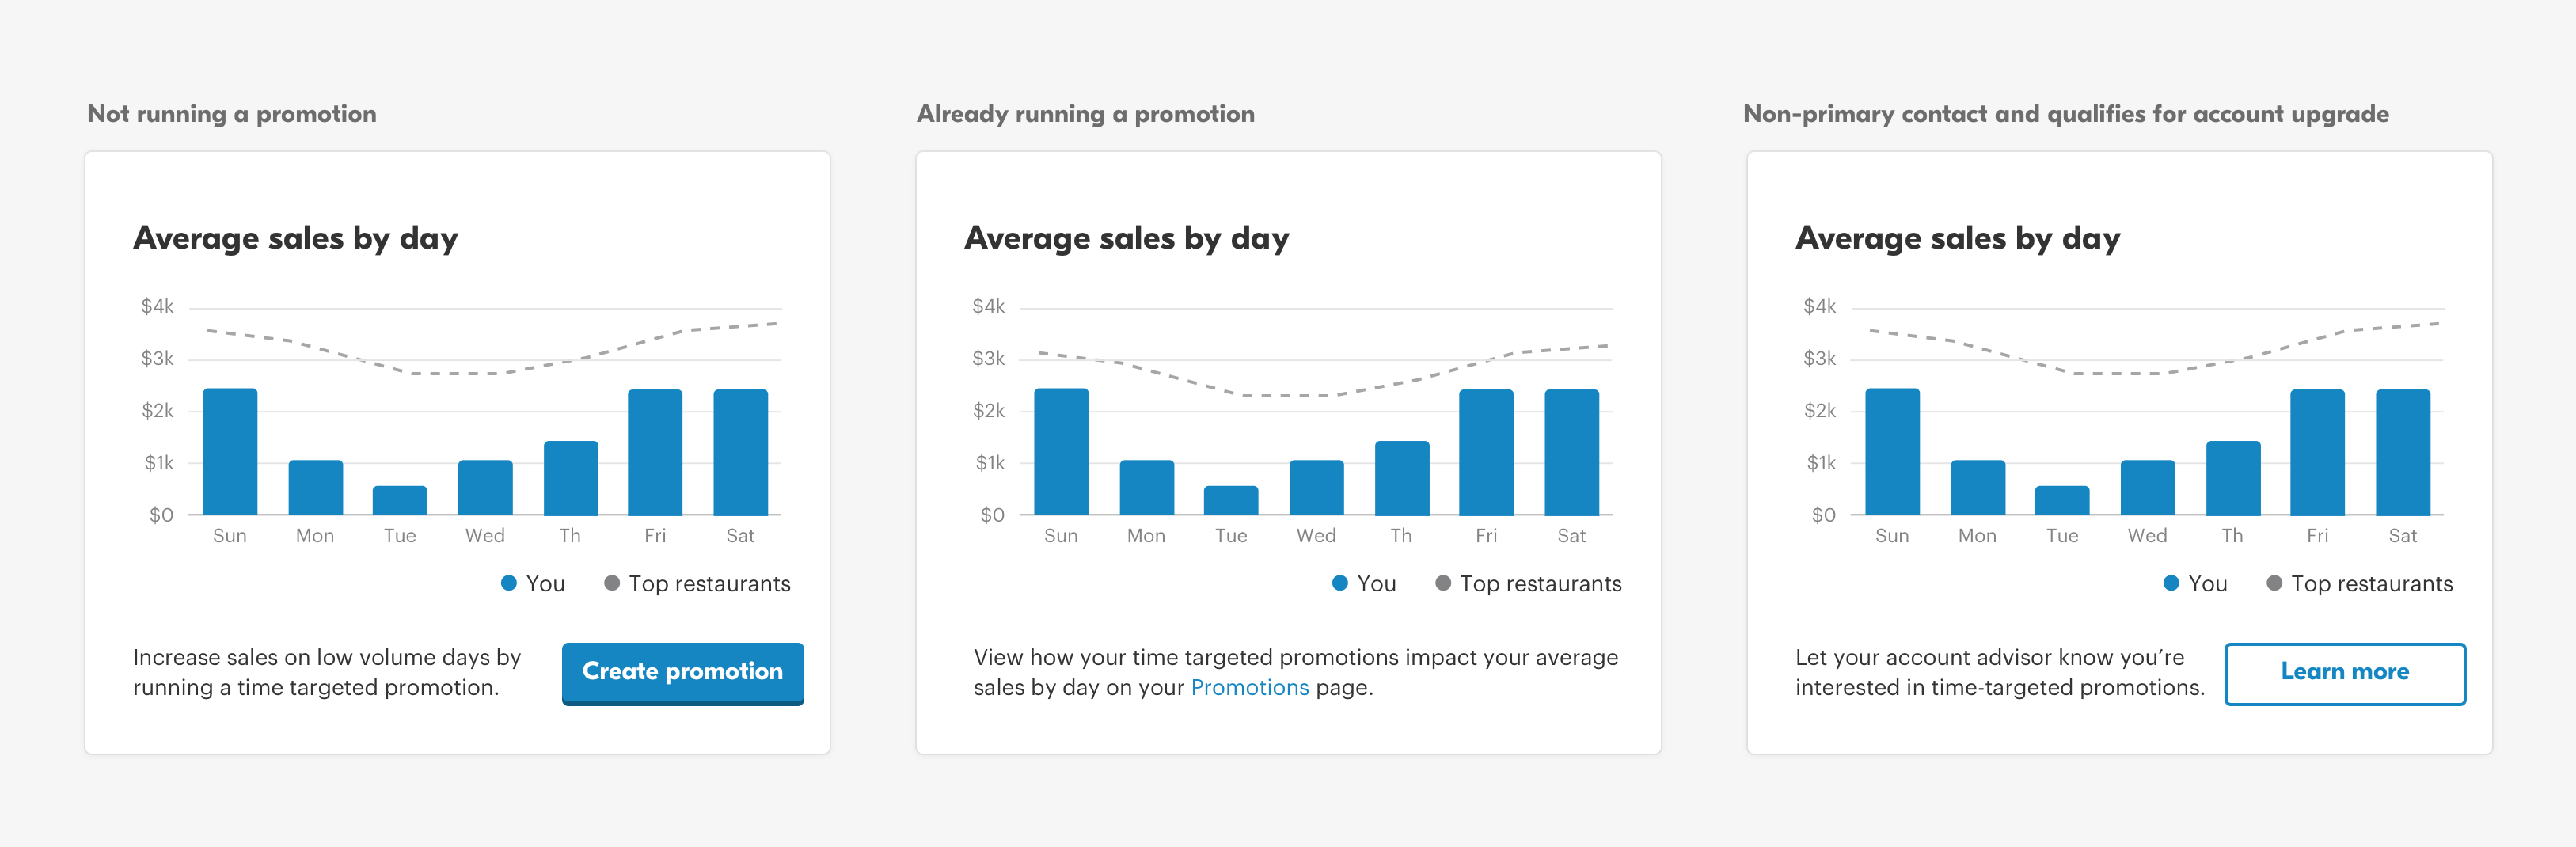 Not running a promotion
Average sales by day
$4k
$3k
$2k
$1k
$0
Sun Mon Tue Wed Th Fri Sat
You Top restaurants
Increase sales on low volume days by
running a time targeted promotion.
Create promotion
Already running a promotion
Average sales by day
$4k
$3k
$2k
$1k
$0
Sun Mon Tue Wed Th Fri Sat
You Top restaurants
View how your time targeted promotions impact your average
sales by day on your Promotions page.
Non-primary contact and qualifies for account upgrade
Average sales by day
$4k
$3k
$2k
$1k
$0
Sun Mon Tue Wed Th Fri Sat
You Top restaurants
Let your account advisor know you’re
interested in time-targeted promotions.
Learn more